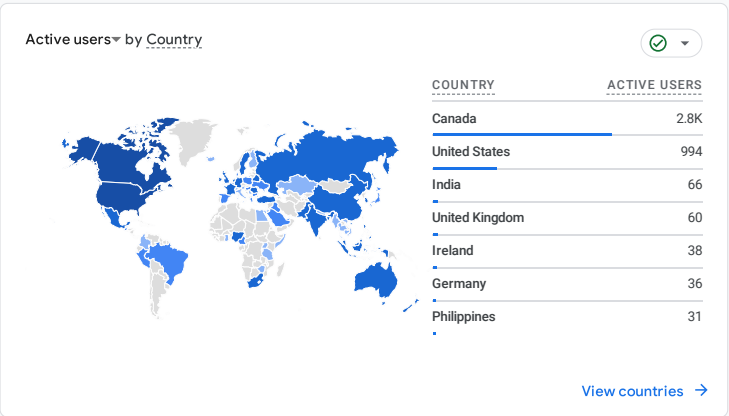 Active users by Country
COUNTRY ACTIVE USERS
Canada 2.8K
United States 994
India 66
United Kingdom 60
Ireland 38
Germany 36
Philippines 31
View countries